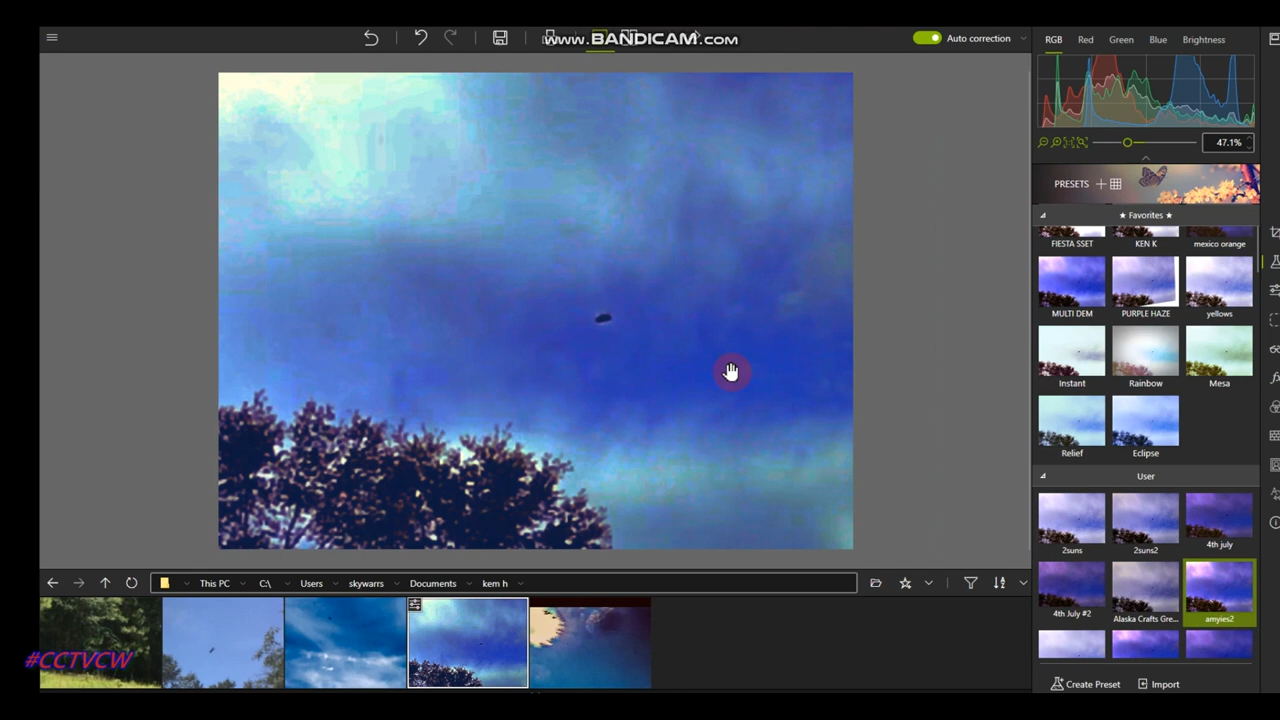 www.BANDICAM.com
Auto correction
RGB Red Green Blue Brightness
47.1%
PRESETS
★ Favorites ★
FIESTA SSET KEN K mexico orange
MULTI DEM PURPLE HAZE yellows
Instant Rainbow Mesa
Relief Eclipse
User
2suns 2suns2 4th july
4th July #2 Alaska Crafts Gre... amyies2
This PC C:\ Users skywarrs Documents kem h
#CCTVCW
Create Preset Import